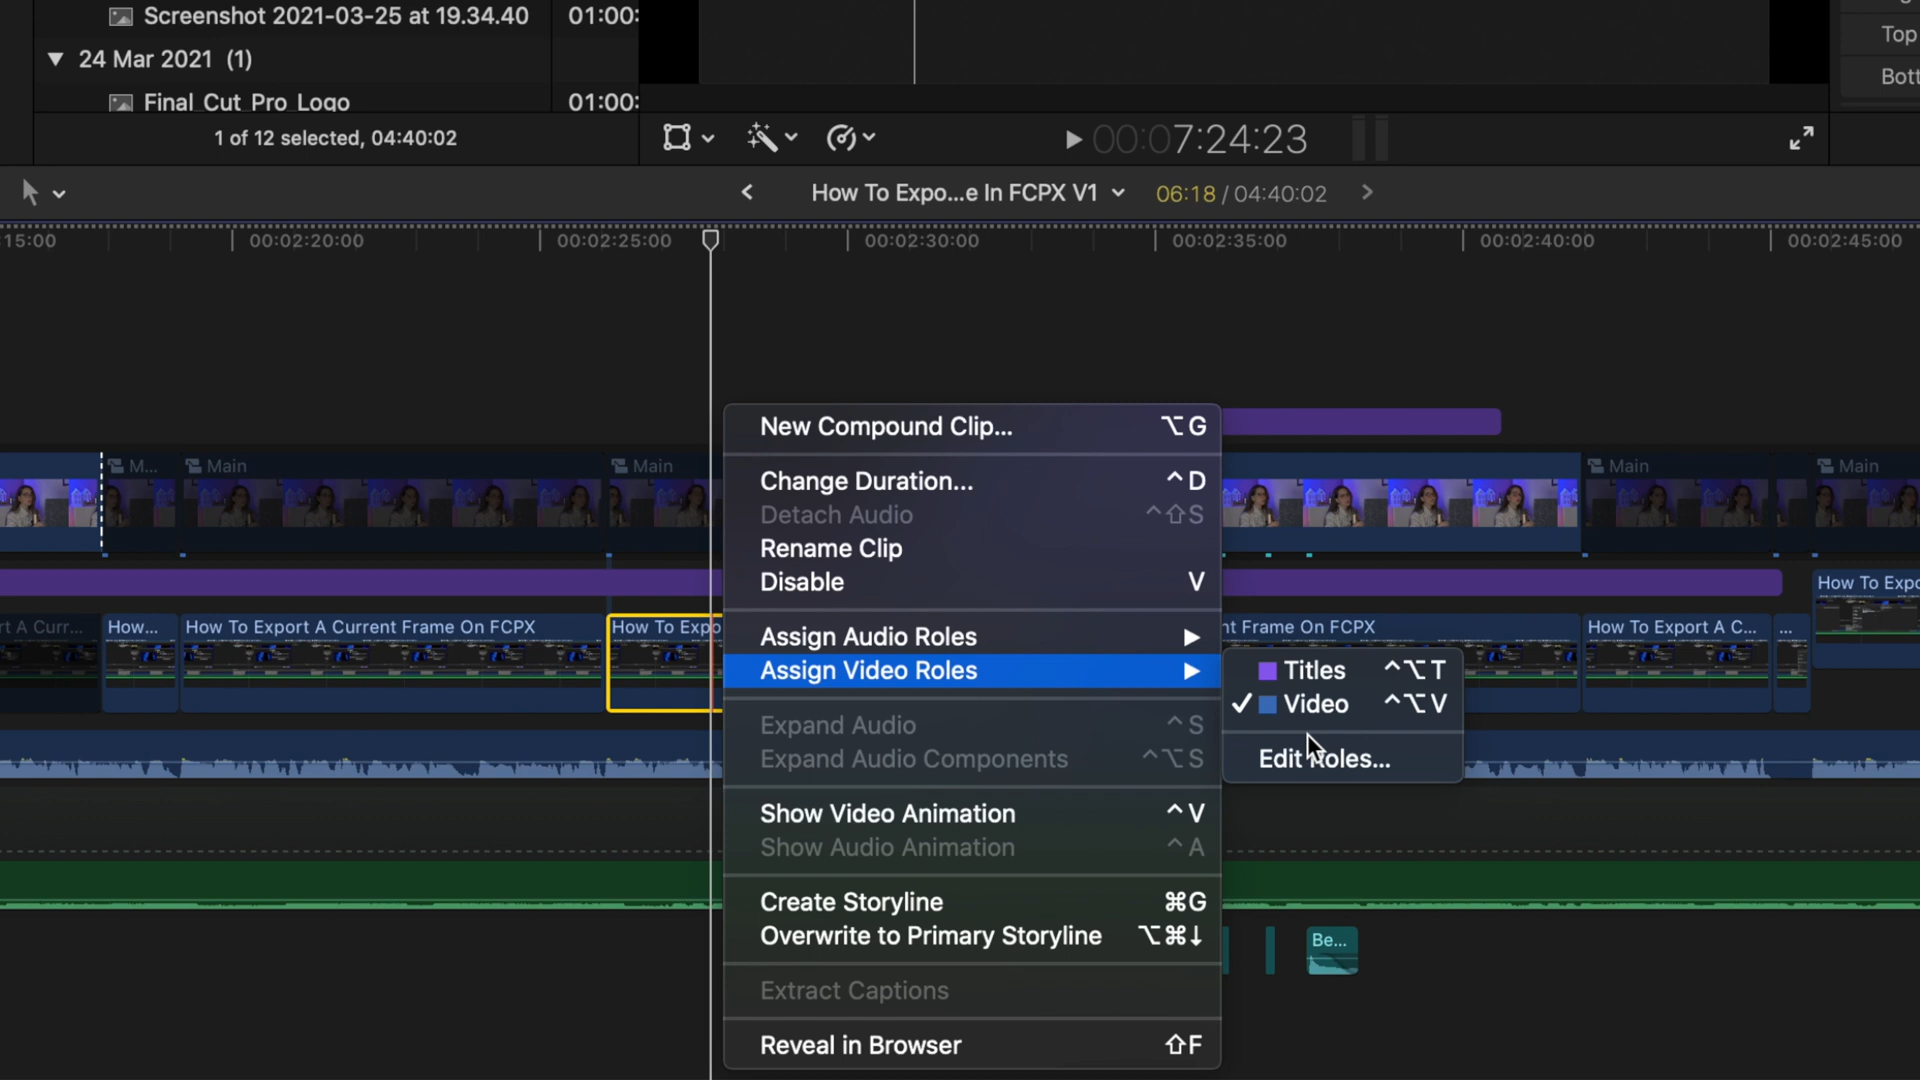 Screenshot 2021-03-25 at 19.34.40 01:00:
24 Mar 2021 (1)
Final Cut Pro Logo 01:00:
1 of 12 selected, 04:40:02
00:07:24:23
Top
Bott
How To Expo...e In FCPX V1 06:18 / 04:40:02
:15:00 00:02:20:00 00:02:25:00 00:02:30:00 00:02:35:00 00:02:40:00 00:02:45:00
M... Main Main Main Main
rt A Curr... How... How To Export A Current Frame On FCPX How To Expo nt Frame On FCPX How To Export A C... ... How To Expo
New Compound Clip... ⌥G
Change Duration... ^D
Detach Audio ^⇧S
Rename Clip
Disable V
Assign Audio Roles ▶
Assign Video Roles ▶
Expand Audio ^S
Expand Audio Components ^⌥S
Show Video Animation ^V
Show Audio Animation ^A
Create Storyline ⌘G
Overwrite to Primary Storyline ⌥⌘↓
Extract Captions
Reveal in Browser ⇧F
Titles ^⌥T
✓ Video ^⌥V
Edit Roles...
Be...